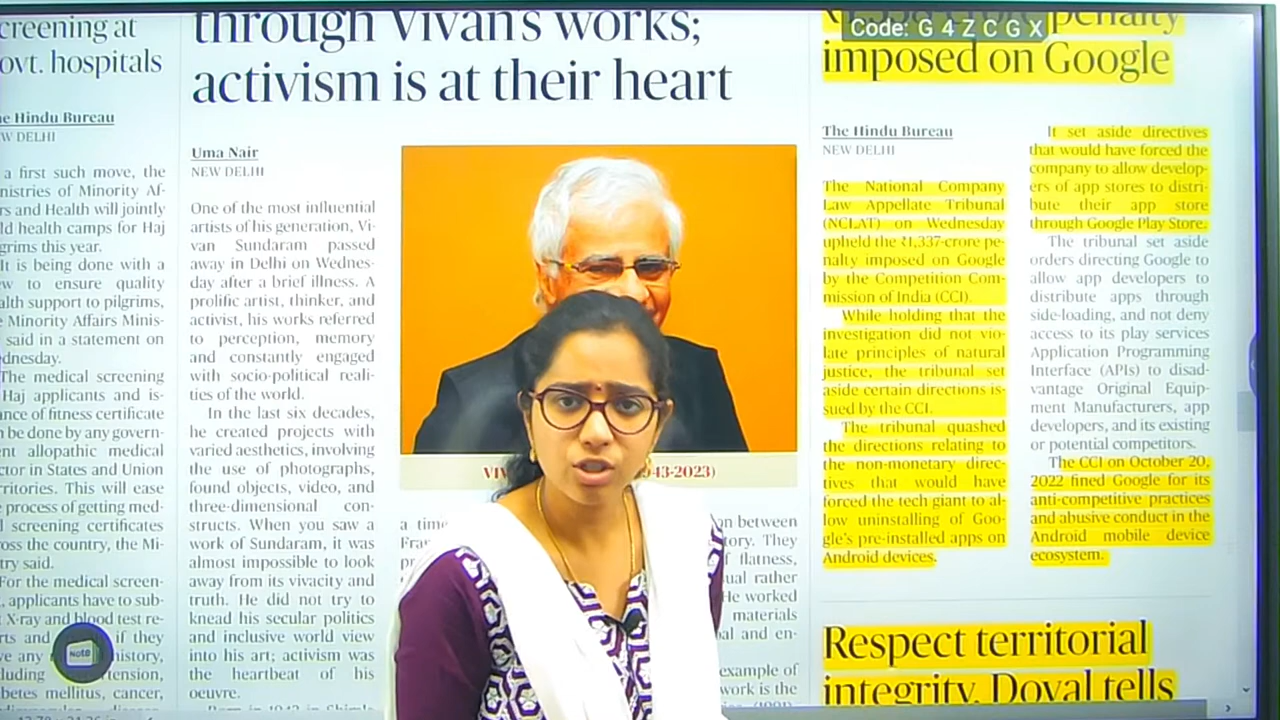 creening at
ovt. hospitals
e Hindu Bureau
W DELHI
a first such move, the
nistries of Minority Af-
rs and Health will jointly
ld health camps for Haj
grims this year.
It is being done with a
w to ensure quality
alth support to pilgrims,
Minority Affairs Minis-
said in a statement on
dnesday.
The medical screening
Haj applicants and is-
nce of fitness certificate
be done by any govern-
nt allopathic medical
ctor in States and Union
rritories. This will ease
process of getting med-
l screening certificates
oss the country, the Mi-
try said.
For the medical screen-
, applicants have to sub-
X-ray and blood test re-
rts and if they
ve any history,
luding tension,
betes mellitus, cancer,
Note
through Vivan's works;
activism is at their heart
Uma Nair
NEW DELHI
One of the most influential
artists of his generation, Vi-
van Sundaram passed
away in Delhi on Wednes-
day after a brief illness. A
prolific artist, thinker, and
activist, his works referred
to perception, memory
and constantly engaged
with socio-political reali-
ties of the world.
In the last six decades,
he created projects with
varied aesthetics, involving
the use of photographs,
found objects, video, and
three-dimensional con-
structs. When you saw a
work of Sundaram, it was
almost impossible to look
away from its vivacity and
truth. He did not try to
knead his secular politics
and inclusive world view
into his art; activism was
the heartbeat of his
oeuvre.
VIV 943-2023)
a time
Fra
pr
an between
tory. They
f flatness,
ual rather
He worked
materials
al and en-
example of
work is the
Code: G 4 Z C G X
penalty
imposed on Google
The Hindu Bureau
NEW DELHI
The National Company
Law Appellate Tribunal
(NCLAT) on Wednesday
upheld the ₹1,337-crore pe-
nalty imposed on Google
by the Competition Com-
mission of India (CCI).
While holding that the
investigation did not vio-
late principles of natural
justice, the tribunal set
aside certain directions is-
sued by the CCI.
The tribunal quashed
the directions relating to
the non-monetary direc-
tives that would have
forced the tech giant to al-
low uninstalling of Goo-
gle's pre-installed apps on
Android devices.
It set aside directives
that would have forced the
company to allow develop-
ers of app stores to distri-
bute their app store
through Google Play Store.
The tribunal set aside
orders directing Google to
allow app developers to
distribute apps through
side-loading, and not deny
access to its play services
Application Programming
Interface (APIs) to disad-
vantage Original Equip-
ment Manufacturers, app
developers, and its existing
or potential competitors.
The CCI on October 20,
2022 fined Google for its
anti-competitive practices
and abusive conduct in the
Android mobile device
ecosystem.
Respect territorial
integrity, Doval tells